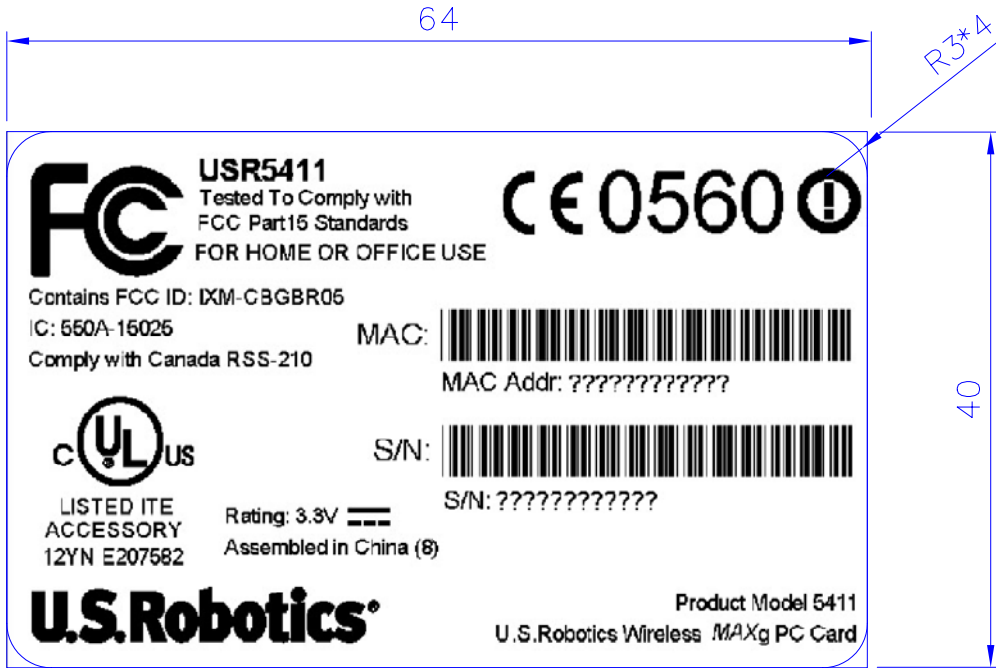 64
R3*4
FC
USR5411
Tested To Comply with
FCC Part15 Standards
FOR HOME OR OFFICE USE
CE0560
Contains FCC ID: IXM-CBGBR05
IC: 550A-15025
Comply with Canada RSS-210
MAC:
MAC Addr: ????????????
40
C UL US
LISTED ITE
ACCESSORY
12YN E207582
S/N:
S/N: ????????????
Rating: 3.3V
Assembled in China (8)
U.S.Robotics®
Product Model 5411
U.S.Robotics Wireless MAXg PC Card